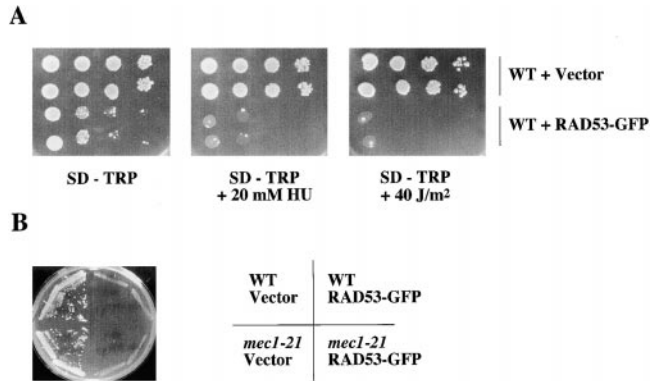 A
WT + Vector
WT + RAD53-GFP
SD - TRP
SD - TRP
+ 20 mM HU
SD - TRP
+ 40 J/m²
B
WT
Vector
WT
RAD53-GFP
mec1-21
Vector
mec1-21
RAD53-GFP